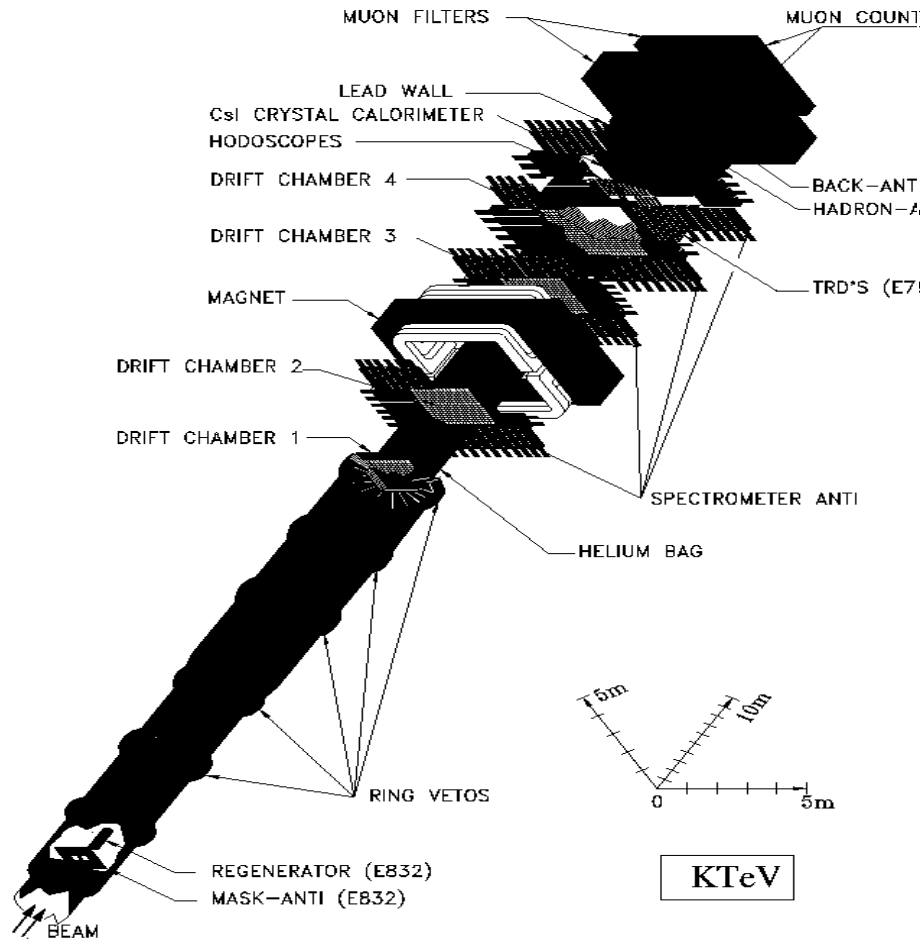 MUON FILTERS
MUON COUNT
LEAD WALL
CsI CRYSTAL CALORIMETER
HODOSCOPES
DRIFT CHAMBER 4
BACK-ANT
HADRON-A
DRIFT CHAMBER 3
TRD'S (E79
MAGNET
DRIFT CHAMBER 2
DRIFT CHAMBER 1
SPECTROMETER ANTI
HELIUM BAG
5m
10m
0
5m
RING VETOS
REGENERATOR (E832)
MASK-ANTI (E832)
KTeV
BEAM